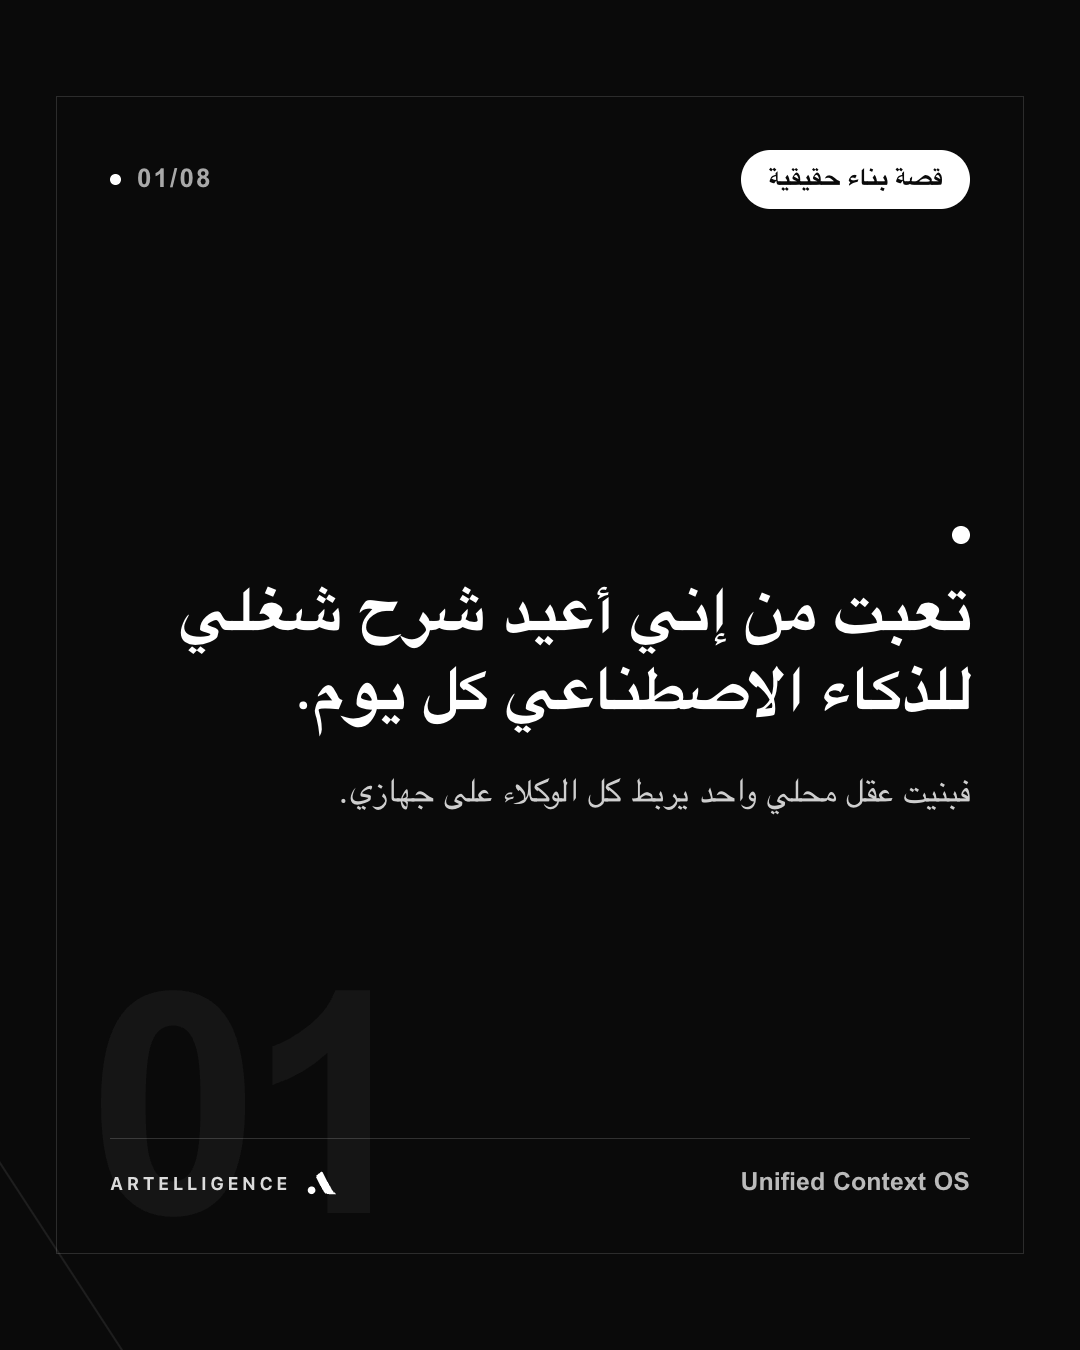 قصة بناء حقيقية
01/08
تعبت من إنني أعيد شرح شغلي
للذكاء الاصطناعي كل يوم.
فبنيت عقل محلي واحد يربط كل الوكلاء على جهازي.
01
Unified Context OS
ARTELLIGENCE